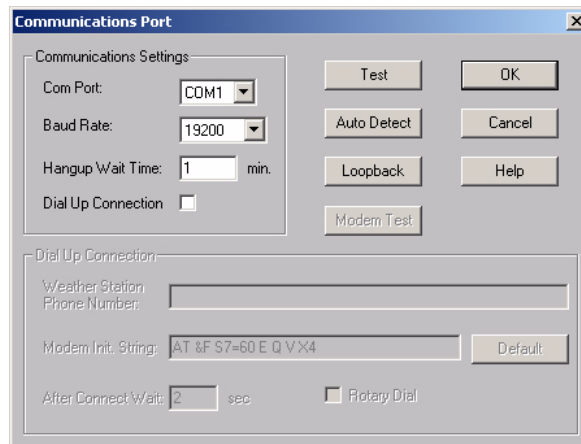 Communications Port
Communications Settings
Com Port: COM1
Baud Rate: 19200
Hangup Wait Time: 1 min.
Dial Up Connection
Test
OK
Auto Detect
Cancel
Loopback
Help
Modem Test
Dial Up Connection
Weather Station
Phone Number:
Modem Init. String: AT &F S7=60 E Q V X4
Default
After Connect Wait: 2 sec
Rotary Dial